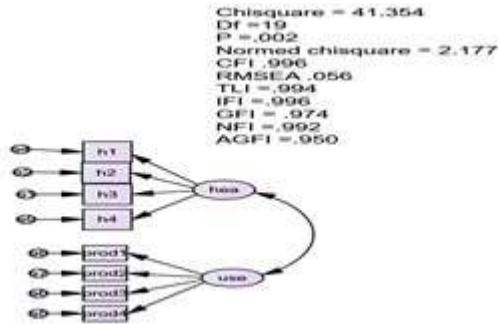 Chisquare = 41.354
Df =19
P =.002
Normed chisquare = 2.177
CFI .996
RMSEA .056
TLI =.994
IFI =.996
GFI = .974
NFI =.992
AGFI =.950
h1
h2
h3
h4
hea
prod1
prod2
prod3
prod4
use